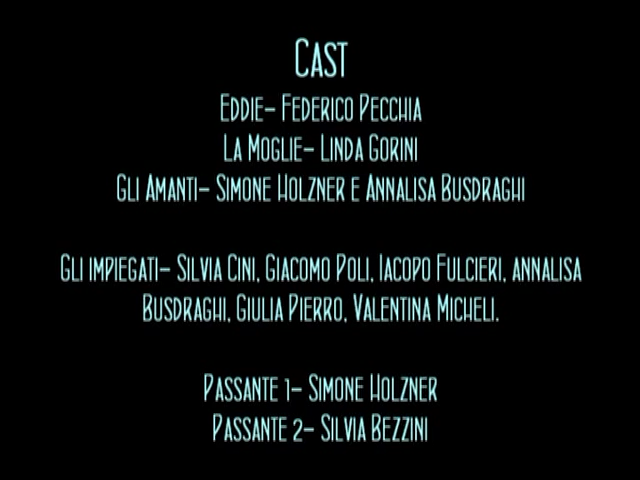 Cast
Eddie- Federico Pecchia
La Moglie- Linda Gorini
Gli Amanti- Simone Holzner e Annalisa Busdraghi
Gli impiegati- Silvia Cini, Giacomo Poli, Iacopo Fulcieri, annalisa
Busdraghi, Giulia Pierro, Valentina Micheli.
Passante 1- Simone Holzner
Passante 2- Silvia Bezzini